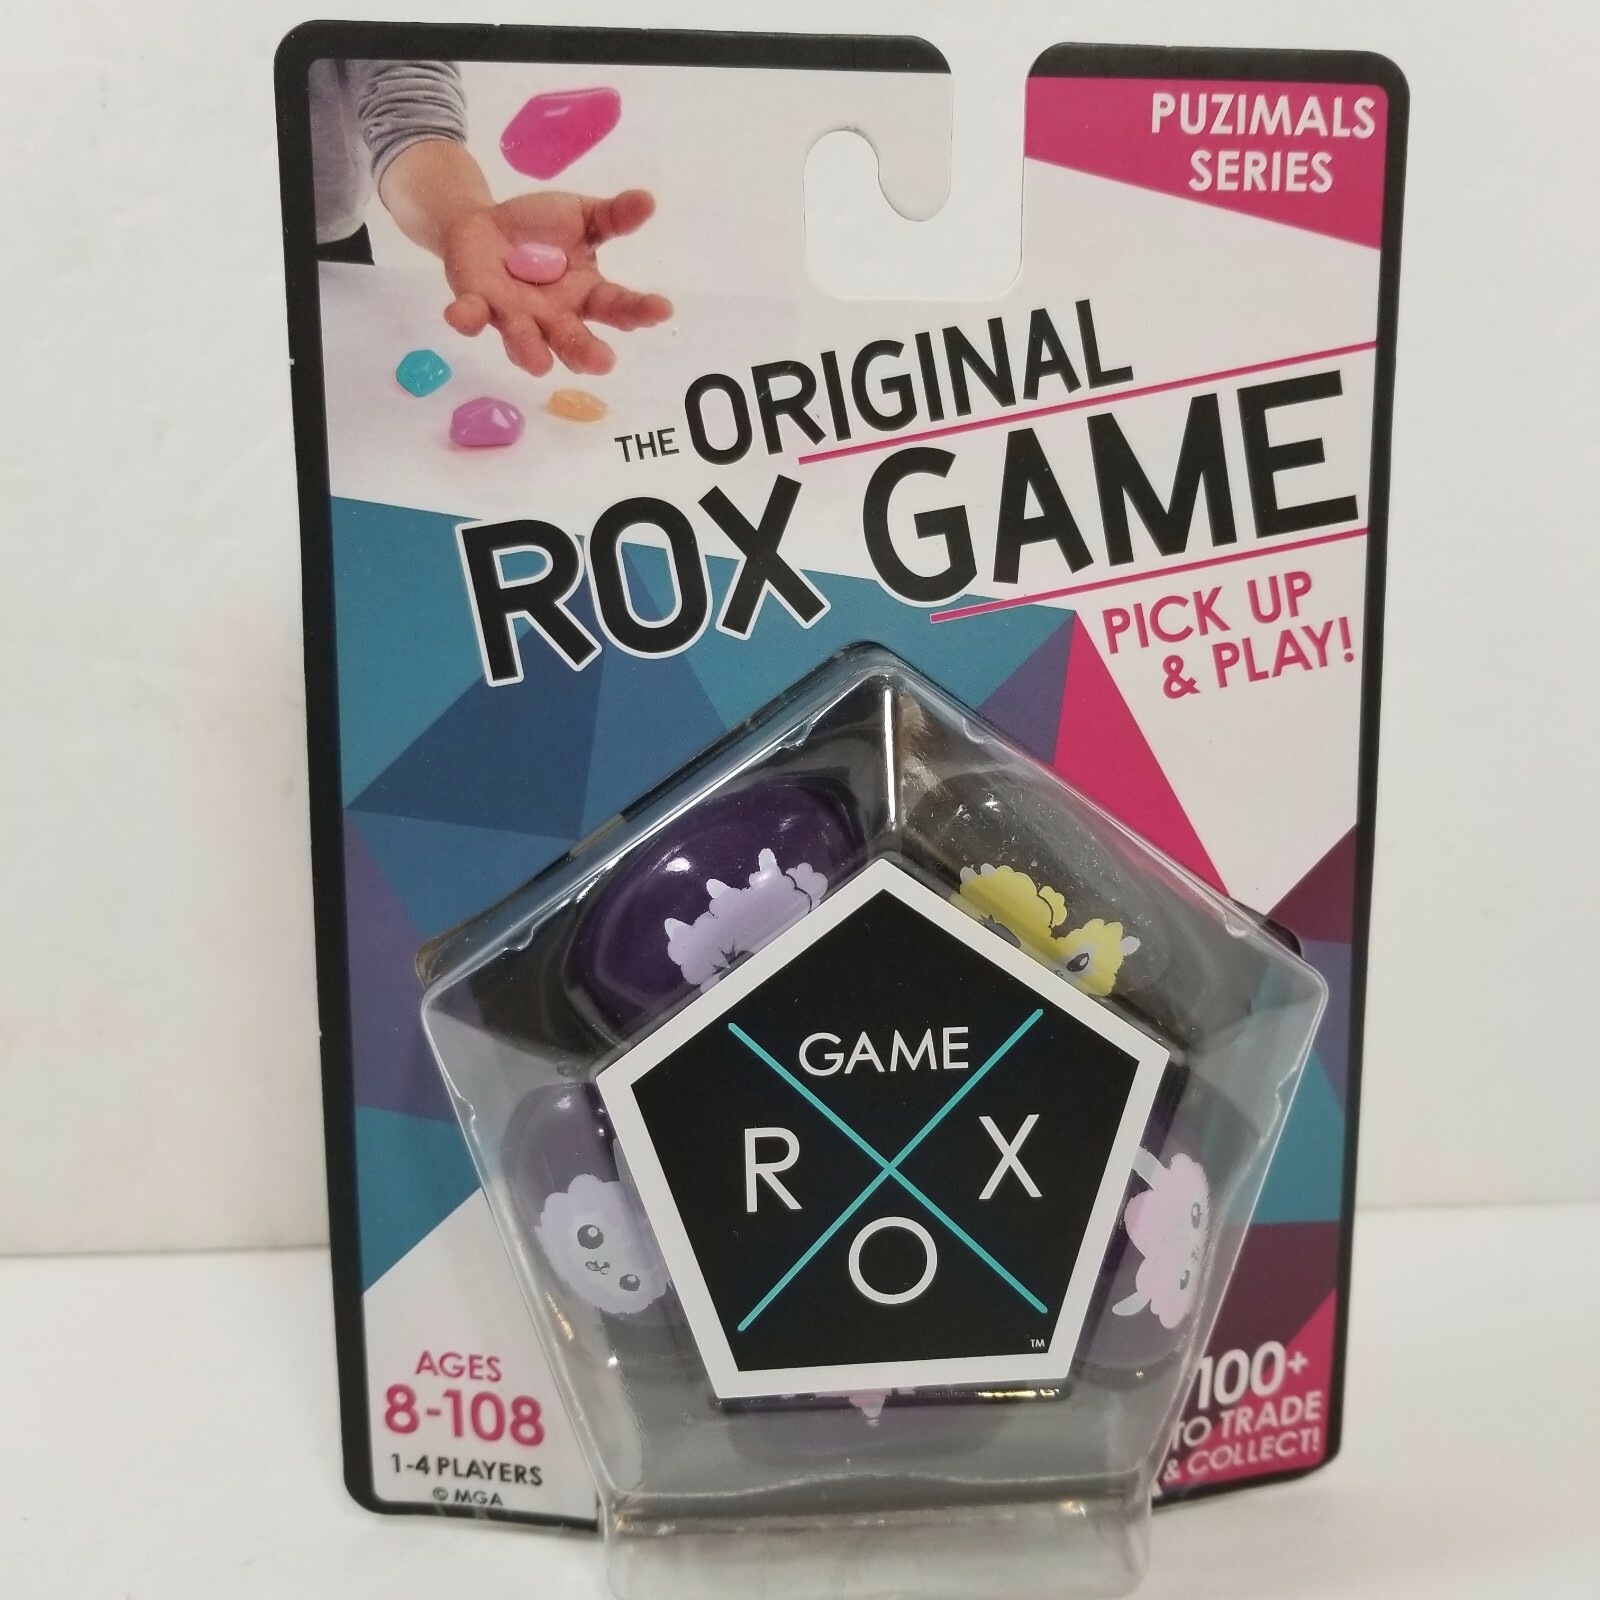 PUZIMALS
SERIES
THE ORIGINAL
ROX GAME
PICK UP
& PLAY!
GAME
R X
O
TM
AGES
8-108
1-4 PLAYERS
© MGA
100+
TO TRADE
& COLLECT!